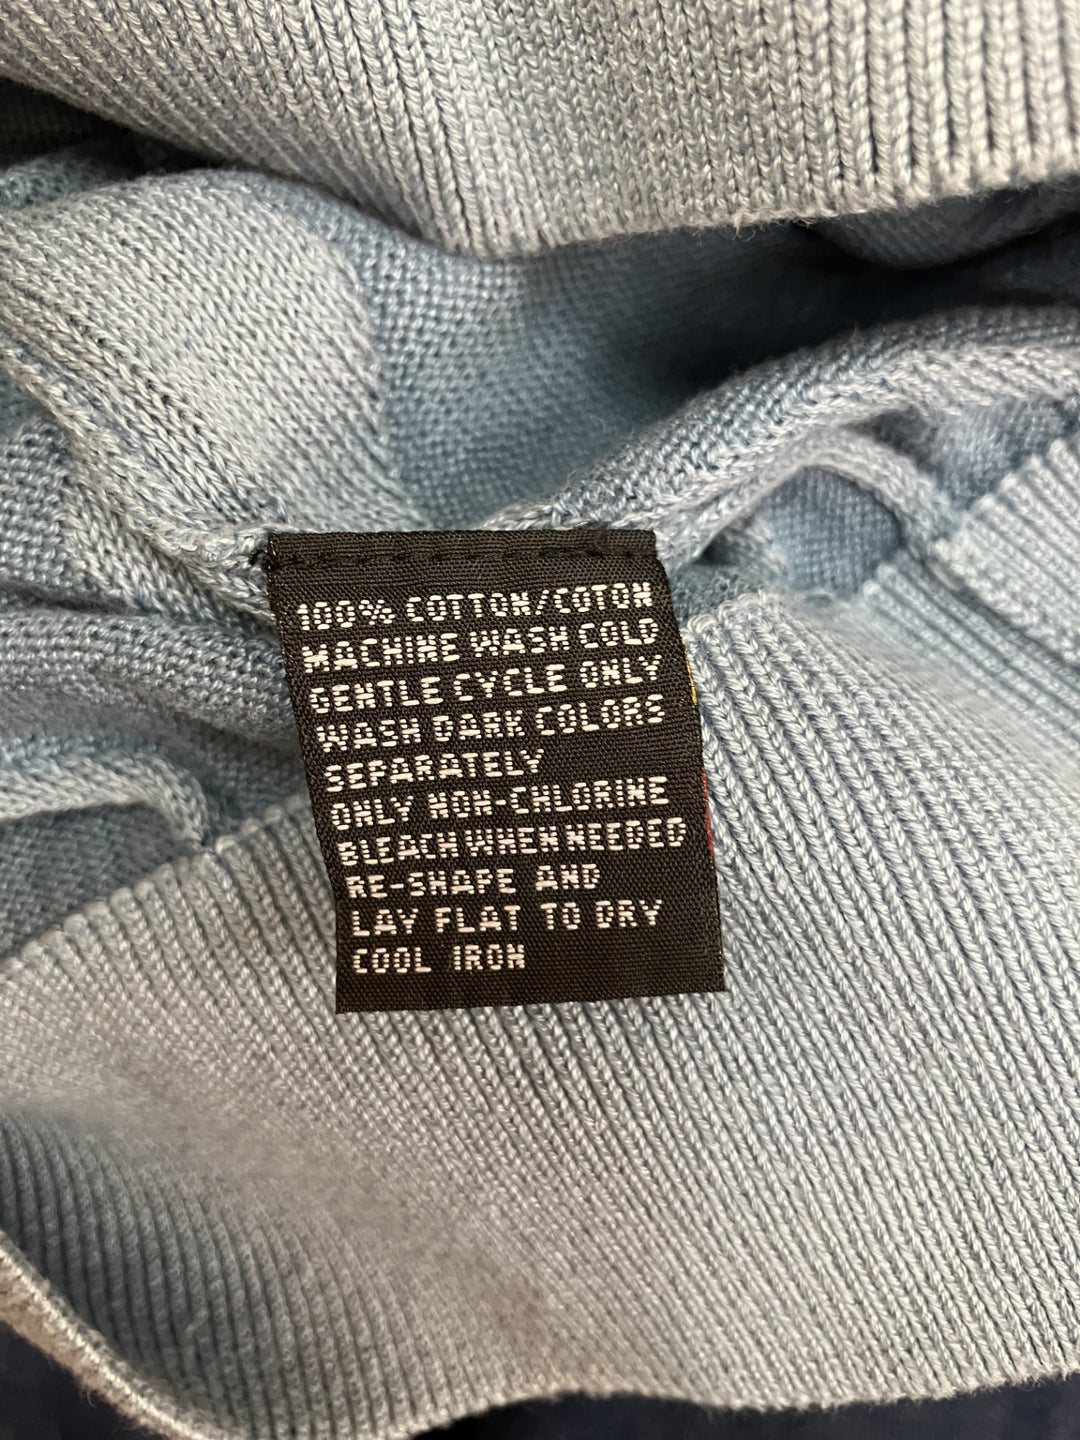 100% COTTON/COTON
MACHINE WASH COLD
GENTLE CYCLE ONLY
WASH DARK COLORS
SEPARATELY
ONLY NON-CHLORINE
BLEACH WHEN NEEDED
RE-SHAPE AND
LAY FLAT TO DRY
COOL IRON